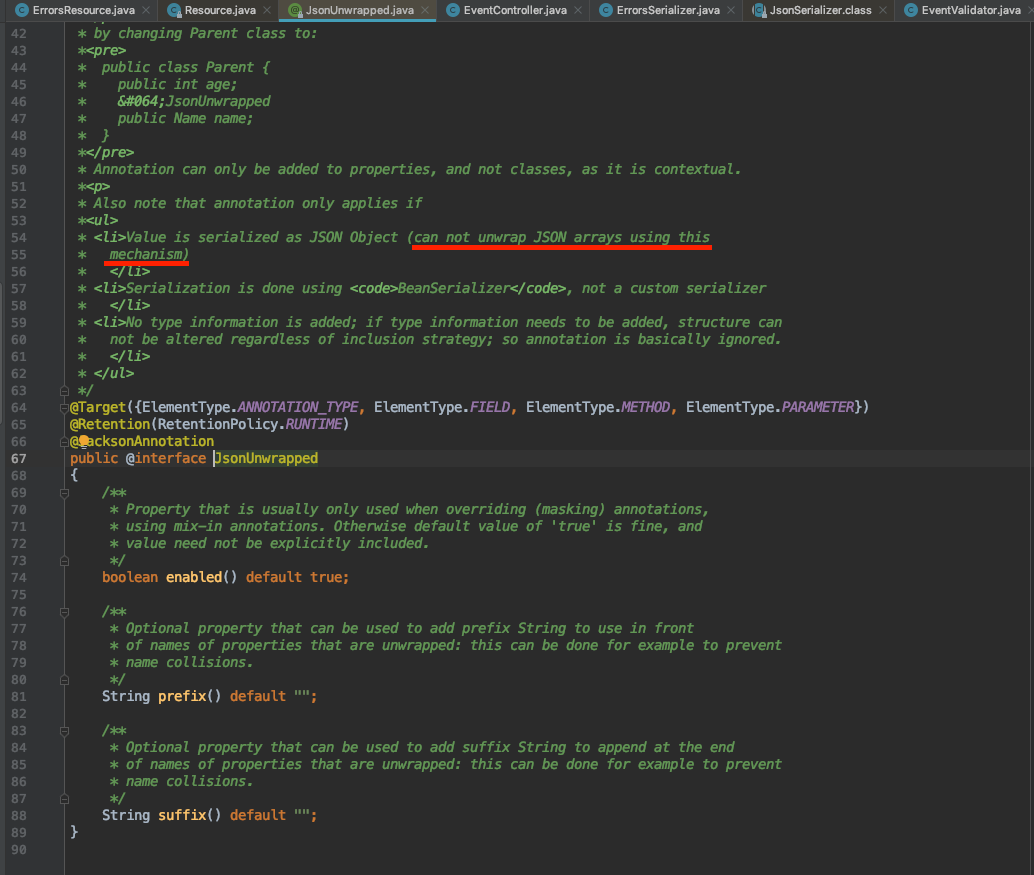 ErrorsResource.java Resource.java JsonUnwrapped.java EventController.java ErrorsSerializer.java JsonSerializer.class EventValidator.java
42 * by changing Parent class to:
43 *<pre>
44 *  public class Parent {
45 *    public int age;
46 *    &#064;JsonUnwrapped
47 *    public Name name;
48 *  }
49 *</pre>
50 * Annotation can only be added to properties, and not classes, as it is contextual.
51 *<p>
52 * Also note that annotation only applies if
53 *<ul>
54 * <li>Value is serialized as JSON Object (can not unwrap JSON arrays using this
55 *   mechanism)
56 *   </li>
57 * <li>Serialization is done using <code>BeanSerializer</code>, not a custom serializer
58 *   </li>
59 * <li>No type information is added; if type information needs to be added, structure can
60 *   not be altered regardless of inclusion strategy; so annotation is basically ignored.
61 *   </li>
62 * </ul>
63 */
64 @Target({ElementType.ANNOTATION_TYPE, ElementType.FIELD, ElementType.METHOD, ElementType.PARAMETER})
65 @Retention(RetentionPolicy.RUNTIME)
66 @JacksonAnnotation
67 public @interface JsonUnwrapped
68 {
69     /**
70      * Property that is usually only used when overriding (masking) annotations,
71      * using mix-in annotations. Otherwise default value of 'true' is fine, and
72      * value need not be explicitly included.
73      */
74     boolean enabled() default true;
75
76     /**
77      * Optional property that can be used to add prefix String to use in front
78      * of names of properties that are unwrapped: this can be done for example to prevent
79      * name collisions.
80      */
81     String prefix() default "";
82
83     /**
84      * Optional property that can be used to add suffix String to append at the end
85      * of names of properties that are unwrapped: this can be done for example to prevent
86      * name collisions.
87      */
88     String suffix() default "";
89 }
90